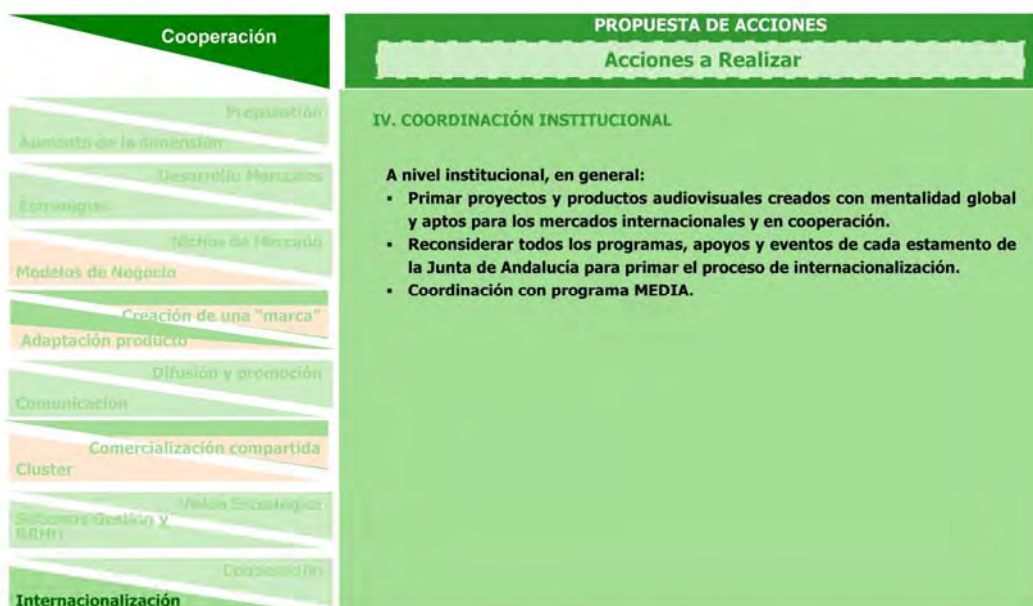 Cooperación
Preparación
Aumento de la dimensión
Desarrollo Mercados
Estrategias
Nichos de Mercado
Modelos de Negocio
Creación de una "marca"
Adaptación producto
Difusión y promoción
Comunicación
Comercialización compartida
Cluster
Visión Estratégica
Sistemas Gestión y
RRHH
Cooperación
Internacionalización
PROPUESTA DE ACCIONES
Acciones a Realizar
IV. COORDINACIÓN INSTITUCIONAL
A nivel institucional, en general:
▪ Primar proyectos y productos audiovisuales creados con mentalidad global
y aptos para los mercados internacionales y en cooperación.
▪ Reconsiderar todos los programas, apoyos y eventos de cada estamento de
la Junta de Andalucía para primar el proceso de internacionalización.
▪ Coordinación con programa MEDIA.